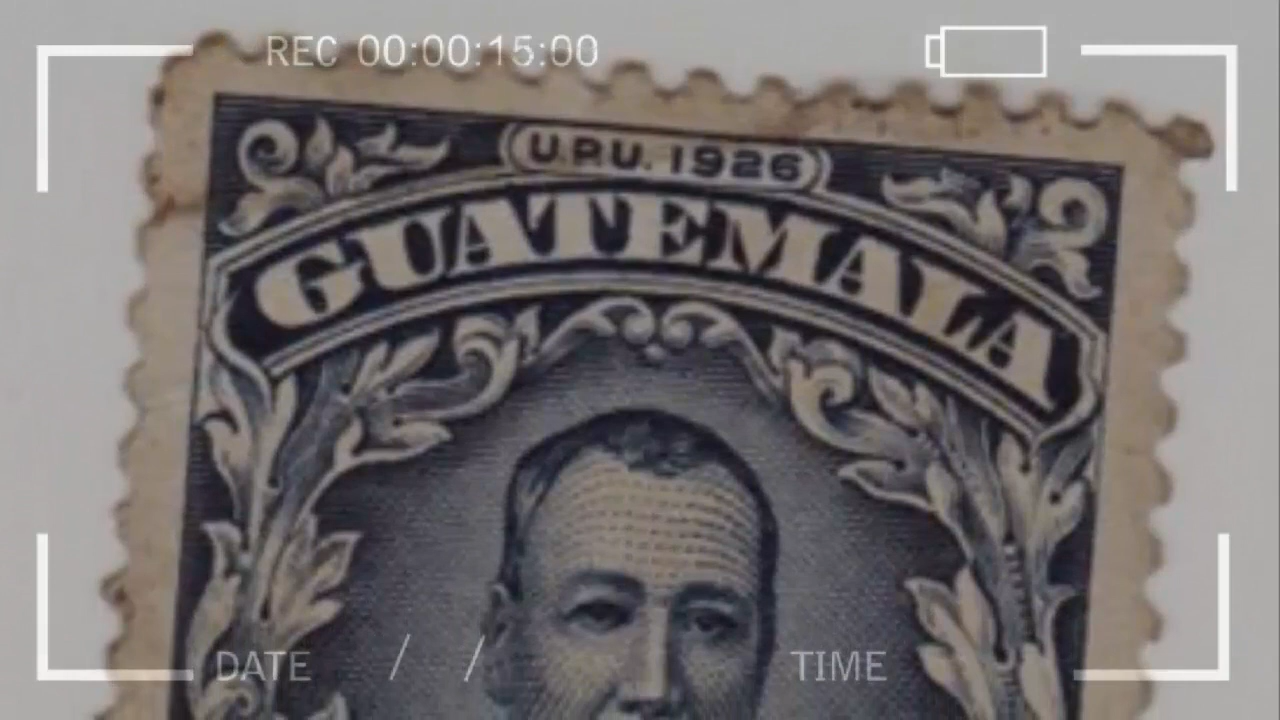 REC 00:00:15:00
U.P.U. 1926
GUATEMALA
DATE / / TIME